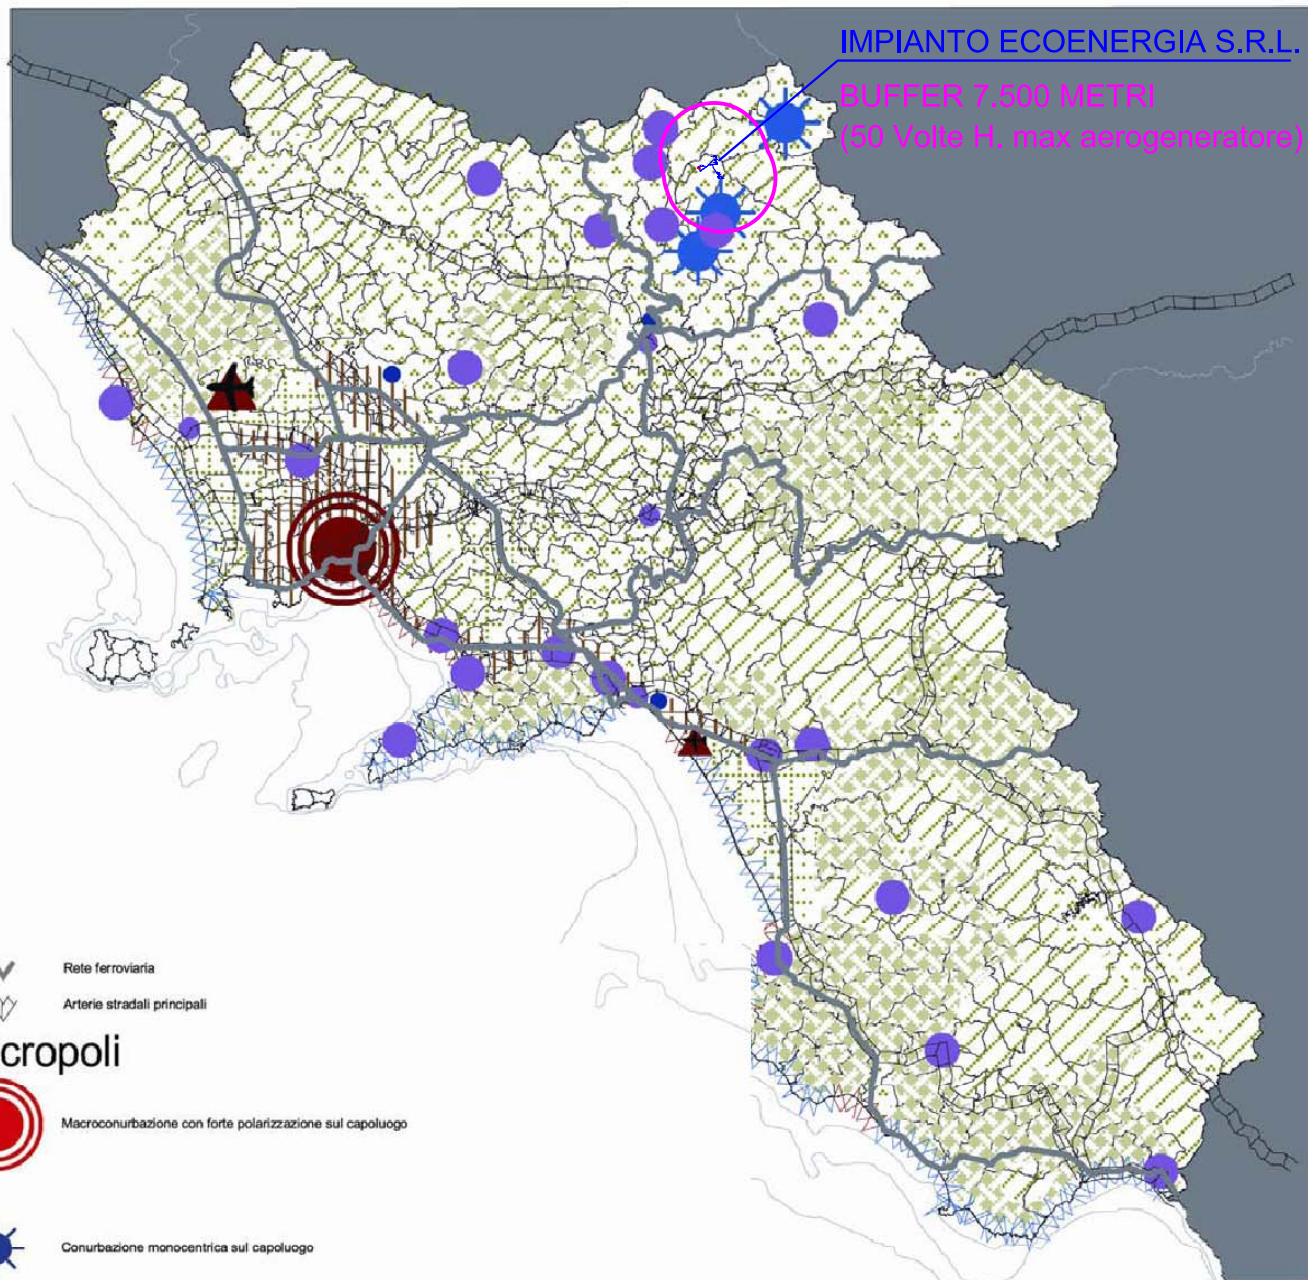 IMPIANTO ECOENERGIA S.R.L.
BUFFER 7.500 METRI
(50 Volte H. max aerogeneratore)
Rete ferroviaria
Arterie stradali principali
cropoli
Macroconurbazione con forte polarizzazione sul capoluogo
Conurbazione monocentrica sul capoluogo